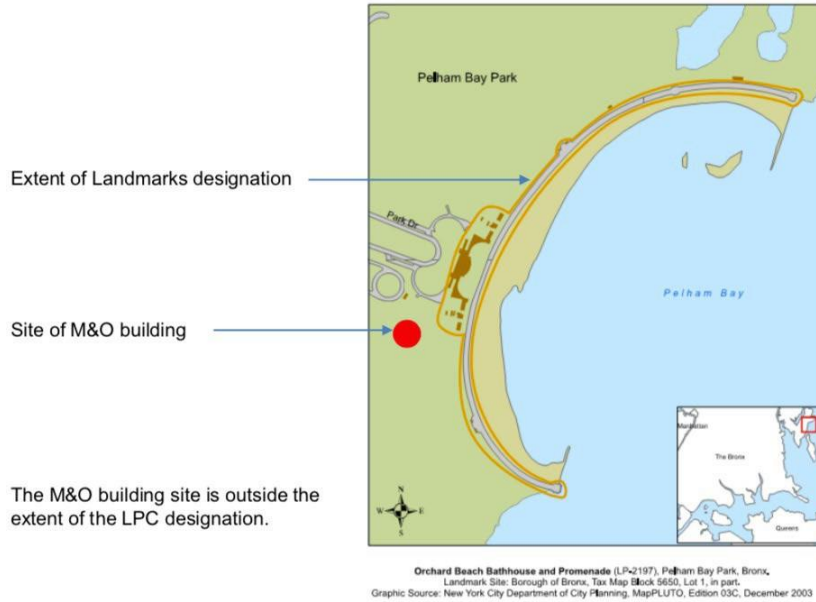 Pelham Bay Park
Extent of Landmarks designation
Park Dr
Pelham Bay
Site of M&O building
Manhattan
The Bronx
Queens
The M&O building site is outside the
extent of the LPC designation.
N
W E
S
Orchard Beach Bathhouse and Promenade (LP-2197), Pelham Bay Park, Bronx,
Landmark Site: Borough of Bronx, Tax Map Block 5650, Lot 1, in part.
Graphic Source: New York City Department of City Planning, MapPLUTO, Edition 03C, December 2003